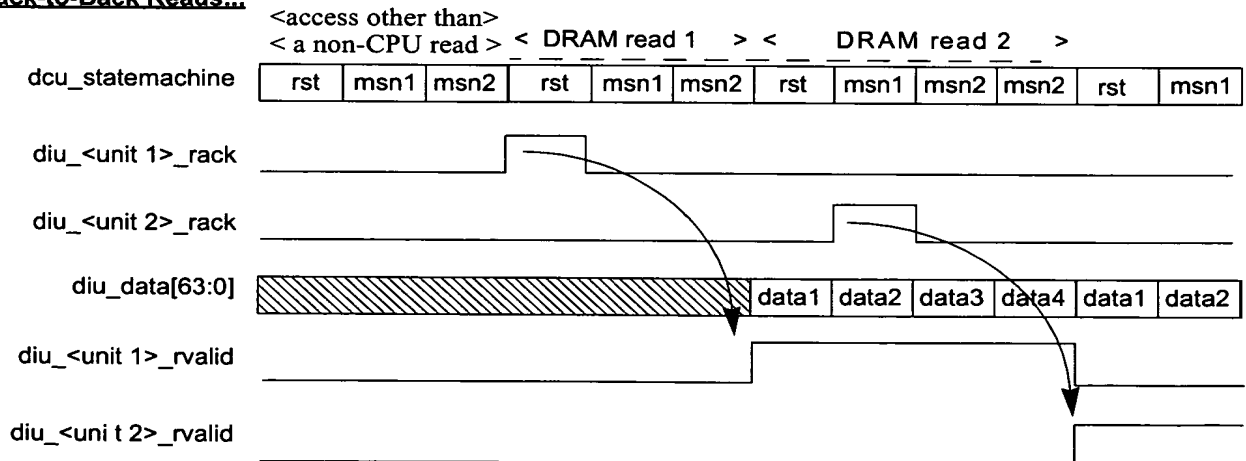 Reads...
<access other than>
< a non-CPU read > < DRAM read 1 > < DRAM read 2 >
dcu_statemachine rst msn1 msn2 rst msn1 msn2 rst msn1 msn2 msn2 rst msn1
diu_<unit 1>_rack
diu_<unit 2>_rack
diu_data[63:0] data1 data2 data3 data4 data1 data2
diu_<unit 1>_rvalid
diu_<uni t 2>_rvalid